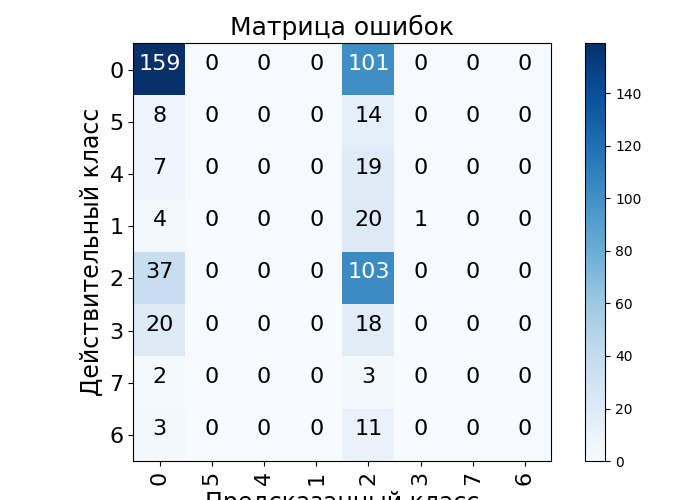 Матрица ошибок
Действительный класс
0 159 0 0 0 101 0 0 0
5 8 0 0 0 14 0 0 0
4 7 0 0 0 19 0 0 0
1 4 0 0 0 20 1 0 0
2 37 0 0 0 103 0 0 0
3 20 0 0 0 18 0 0 0
7 2 0 0 0 3 0 0 0
6 3 0 0 0 11 0 0 0
0 5 4 1 2 3 7 6
Предсказанный класс
140
120
100
80
60
40
20
0